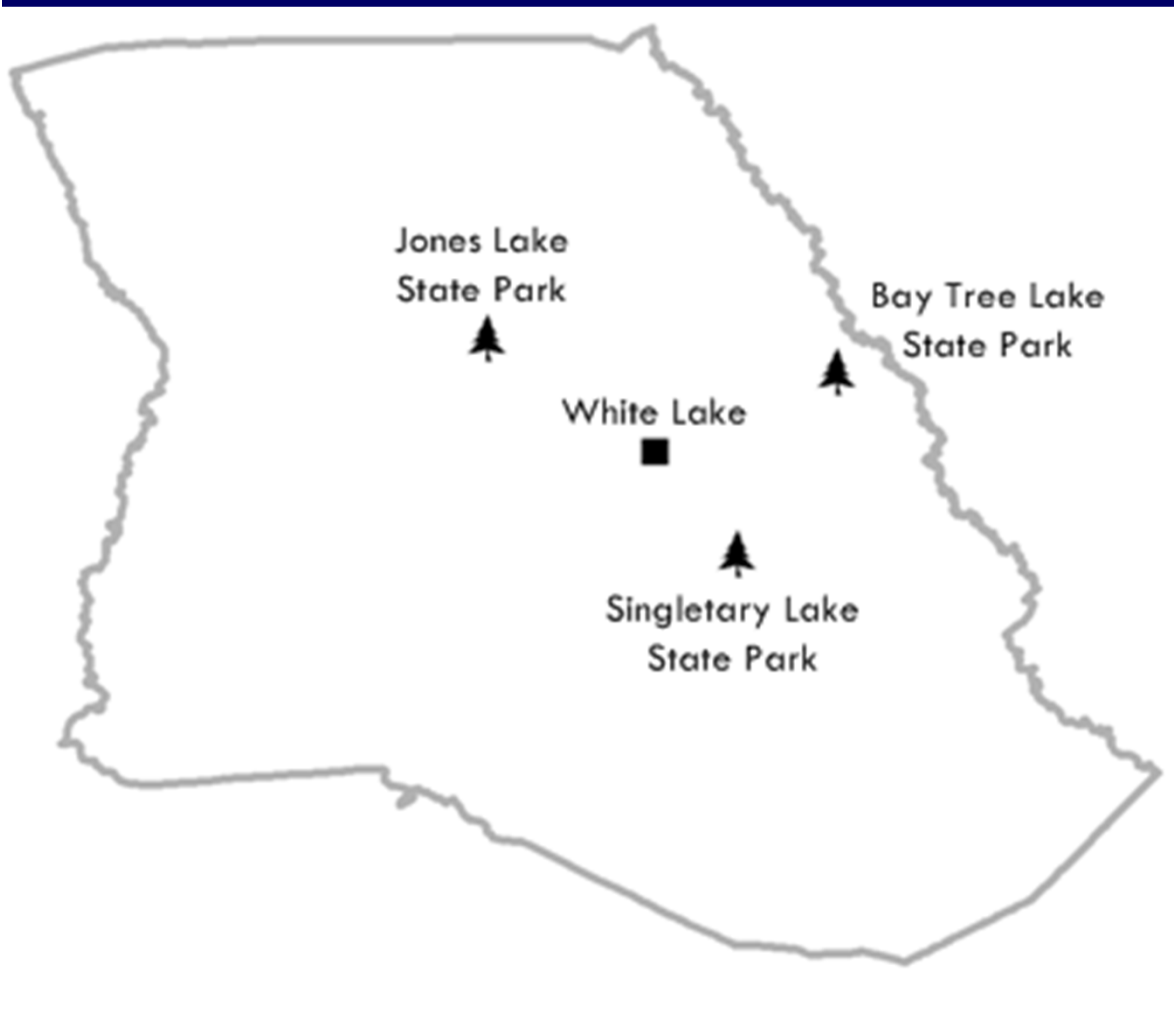 Jones Lake
State Park
Bay Tree Lake
State Park
White Lake
Singletary Lake
State Park